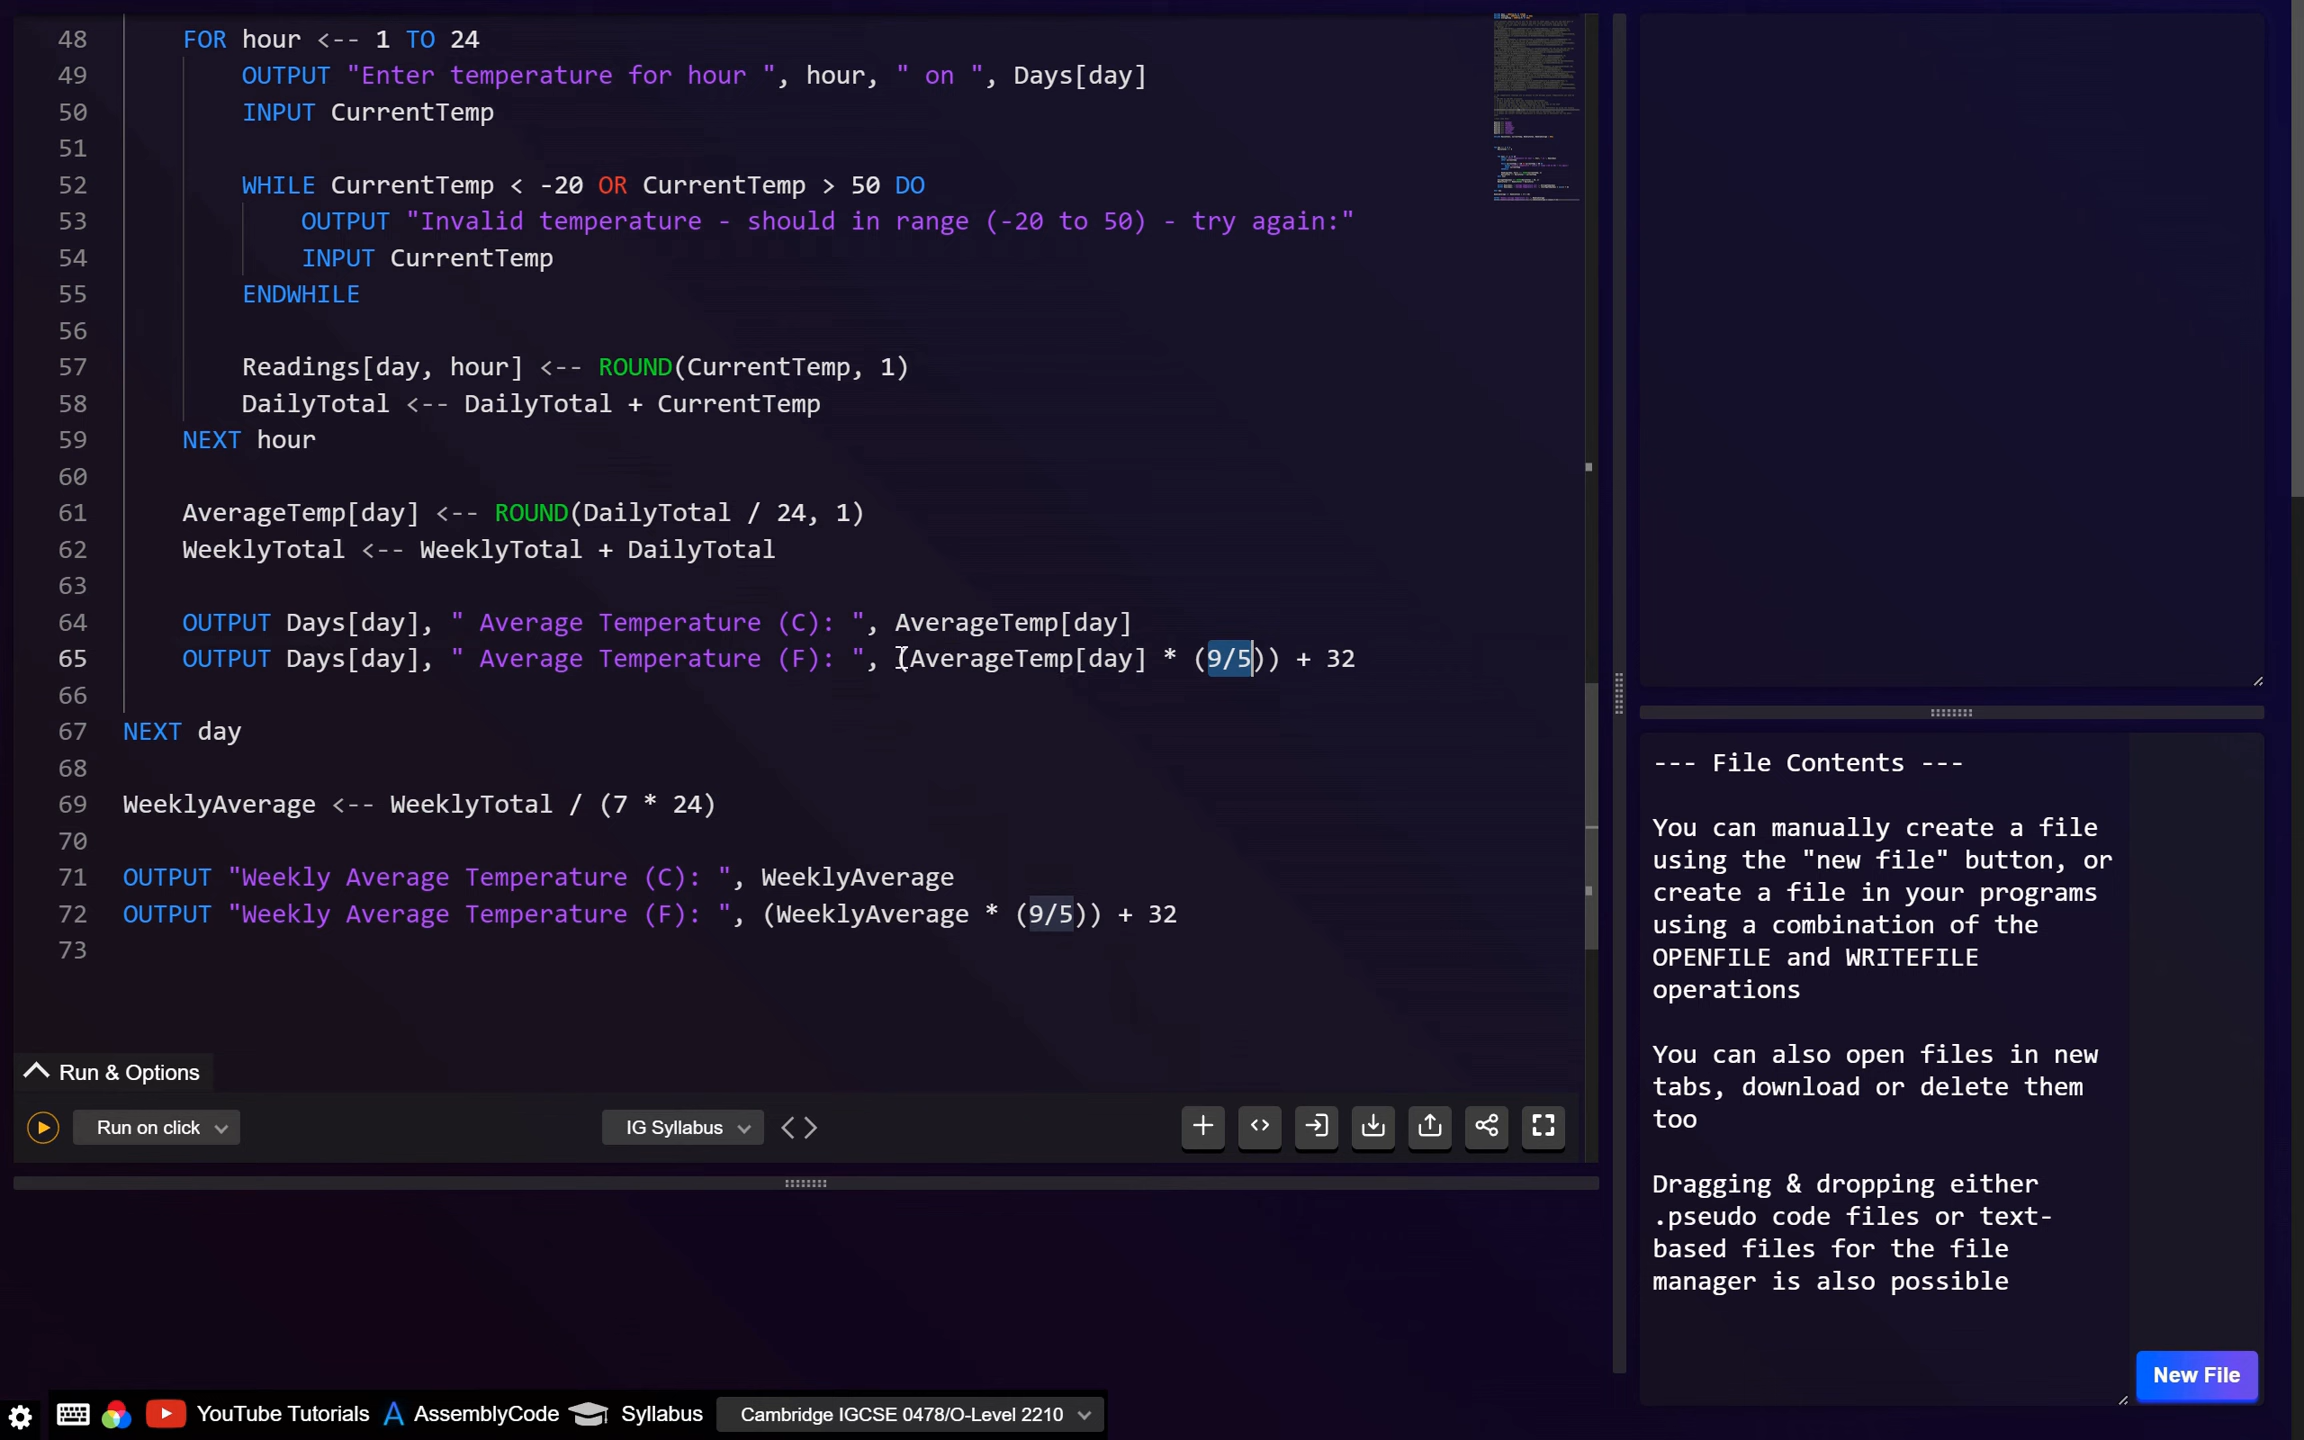 48 FOR hour <-- 1 TO 24
49 OUTPUT "Enter temperature for hour ", hour, " on ", Days[day]
50 INPUT CurrentTemp
51
52 WHILE CurrentTemp < -20 OR CurrentTemp > 50 DO
53 OUTPUT "Invalid temperature - should in range (-20 to 50) - try again:"
54 INPUT CurrentTemp
55 ENDWHILE
56
57 Readings[day, hour] <-- ROUND(CurrentTemp, 1)
58 DailyTotal <-- DailyTotal + CurrentTemp
59 NEXT hour
60
61 AverageTemp[day] <-- ROUND(DailyTotal / 24, 1)
62 WeeklyTotal <-- WeeklyTotal + DailyTotal
63
64 OUTPUT Days[day], " Average Temperature (C): ", AverageTemp[day]
65 OUTPUT Days[day], " Average Temperature (F): ", (AverageTemp[day] * (9/5)) + 32
66
67 NEXT day
68
69 WeeklyAverage <-- WeeklyTotal / (7 * 24)
70
71 OUTPUT "Weekly Average Temperature (C): ", WeeklyAverage
72 OUTPUT "Weekly Average Temperature (F): ", (WeeklyAverage * (9/5)) + 32
73
Run & Options
Run on click
IG Syllabus
--- File Contents ---
You can manually create a file
using the "new file" button, or
create a file in your programs
using a combination of the
OPENFILE and WRITEFILE
operations
You can also open files in new
tabs, download or delete them
too
Dragging & dropping either
.pseudo code files or text-
based files for the file
manager is also possible
New File
YouTube Tutorials
AssemblyCode
Syllabus
Cambridge IGCSE 0478/O-Level 2210